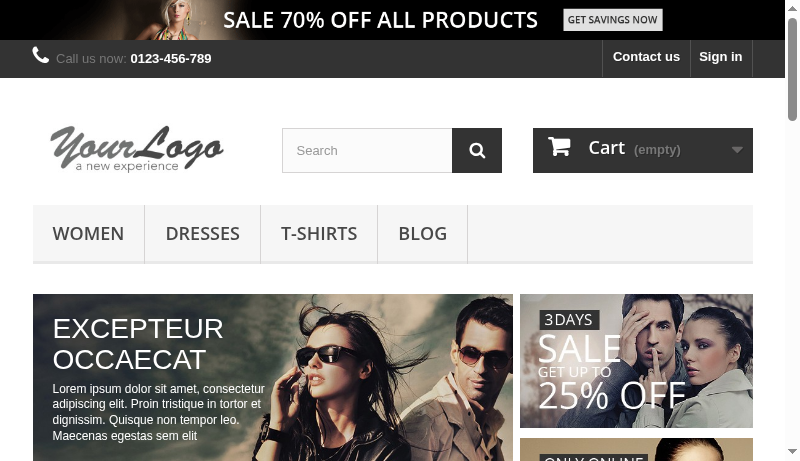 SALE 70% OFF ALL PRODUCTS GET SAVINGS NOW
Call us now: 0123-456-789 Contact us Sign in
YourLogo
a new experience
Search
Cart (empty)
WOMEN DRESSES T-SHIRTS BLOG
EXCEPTEUR
OCCAECAT
Lorem ipsum dolor sit amet, consectetur
adipiscing elit. Proin tristique in tortor et
dignissim. Quisque non tempor leo.
Maecenas egestas sem elit
3DAYS
SALE
GET UP TO
25% OFF
ONLY ONLINE